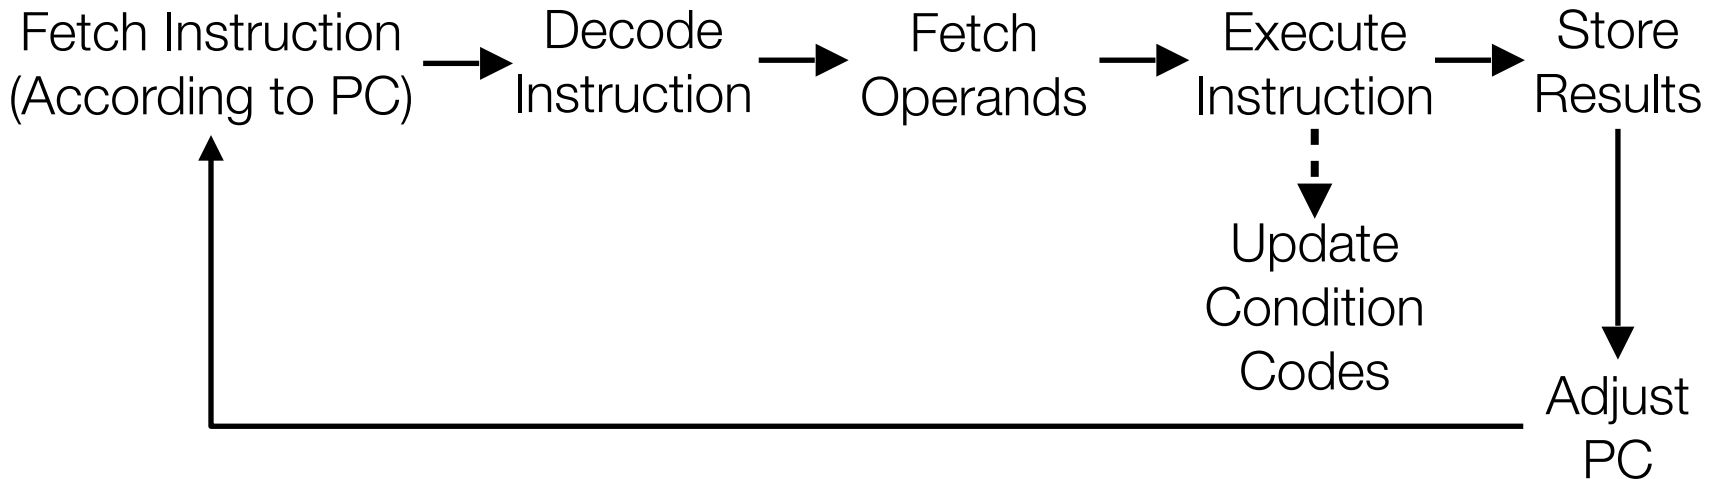 Fetch Instruction
(According to PC)
Decode
Instruction
Fetch
Operands
Execute
Instruction
Store
Results
Update
Condition
Codes
Adjust
PC